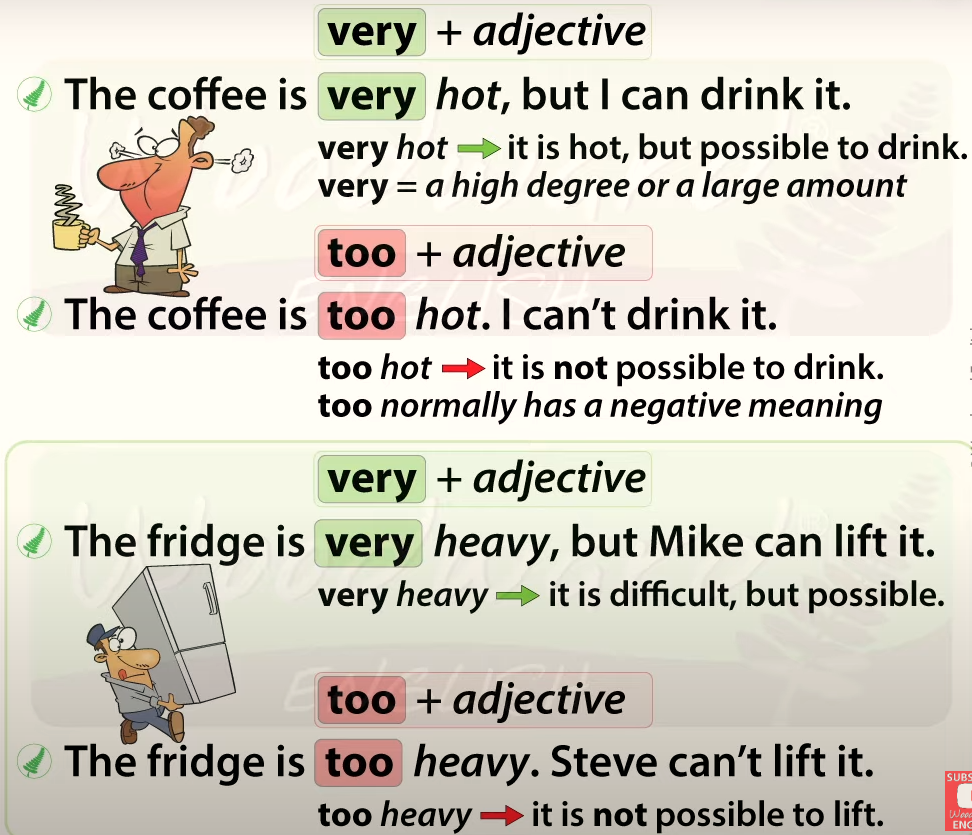 very + adjective
The coffee is very hot, but I can drink it.
very hot → it is hot, but possible to drink.
very = a high degree or a large amount
too + adjective
The coffee is too hot. I can't drink it.
too hot → it is not possible to drink.
too normally has a negative meaning
very + adjective
The fridge is very heavy, but Mike can lift it.
very heavy → it is difficult, but possible.
too + adjective
The fridge is too heavy. Steve can't lift it.
too heavy → it is not possible to lift.
ENGLISH
ENGLISH